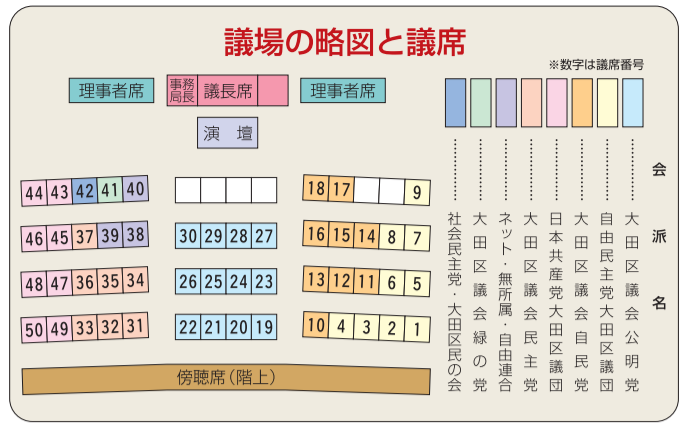 議場の略図と議席
※数字は議席番号
理事者席
事務局長
議長席
理事者席
演壇
44 43 42 41 40
18 17 9
46 45 37 39 38
30 29 28 27
16 15 14 8 7
48 47 36 35 34
26 25 24 23
13 12 11 6 5
50 49 33 32 31
22 21 20 19
10 4 3 2 1
傍聴席（階上）
会派名
大田区議会公明党
自由民主党大田区議団
大田区議会自民党
日本共産党大田区議団
大田区議会民主党
ネット・無所属・自由連合
大田区議会緑の党
社会民主党・大田区民の会